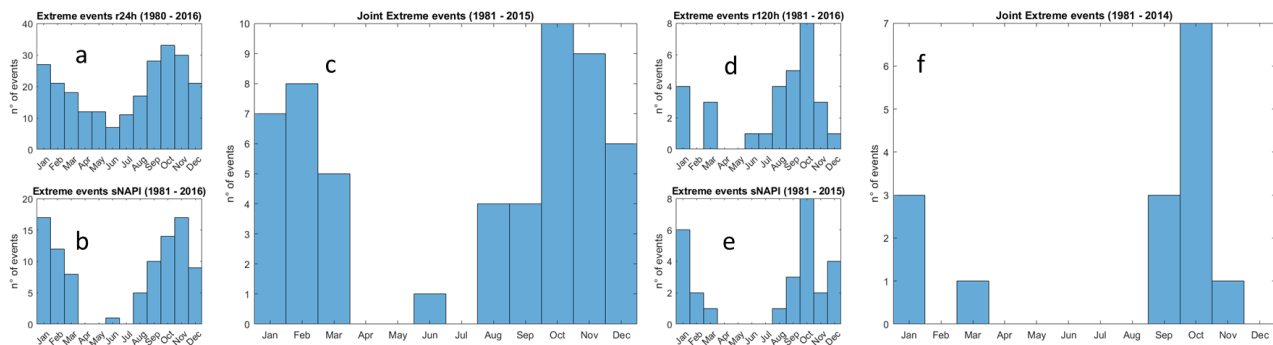 Extreme events r24h (1980 - 2016)
a
n° of events
40
30
20
10
0
Jan Feb Mar Apr May Jun Jul Aug Sep Oct Nov Dec
Extreme events sNAPI (1981 - 2016)
b
n° of events
20
15
10
5
0
Jan Feb Mar Apr May Jun Jul Aug Sep Oct Nov Dec
Joint Extreme events (1981 - 2015)
c
n° of events
10
9
8
7
6
5
4
3
2
1
0
Jan Feb Mar Apr May Jun Jul Aug Sep Oct Nov Dec
Extreme events r120h (1981 - 2016)
d
n° of events
8
6
4
2
0
Jan Feb Mar Apr May Jun Jul Aug Sep Oct Nov Dec
Extreme events sNAPI (1981 - 2015)
e
n° of events
8
6
4
2
0
Jan Feb Mar Apr May Jun Jul Aug Sep Oct Nov Dec
Joint Extreme events (1981 - 2014)
f
n° of events
7
6
5
4
3
2
1
0
Jan Feb Mar Apr May Jun Jul Aug Sep Oct Nov Dec